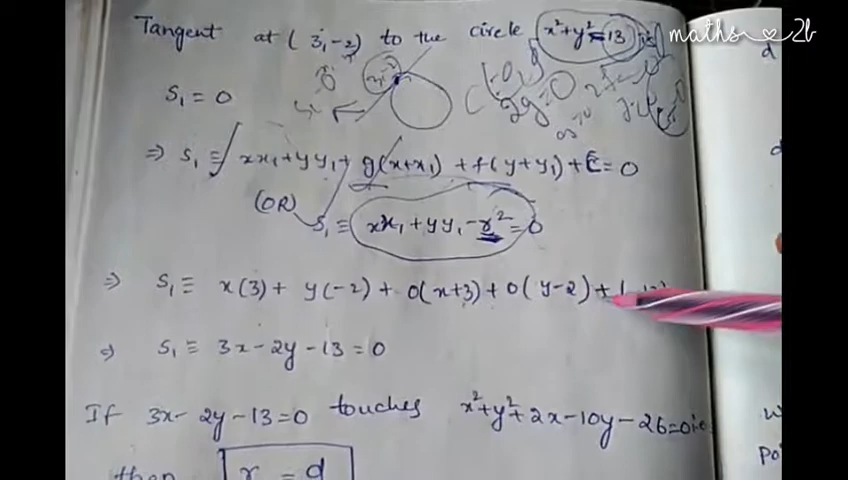 maths 2b
Tangent at (3,-2) to the circle x²+y²=13
S₁=0
⇒ S₁ ≡ xx₁+yy₁+ g(x+x₁) + f(y+y₁)+C=0
(OR) S₁ ≡ xx₁+yy₁-r²=0
⇒ S₁ ≡ x(3)+ y(-2)+ 0(x+3)+0(y-2)+(
⇒ S₁ ≡ 3x-2y-13=0
If 3x-2y-13=0 touches x²+y²+2x-10y-26=0
then r = d